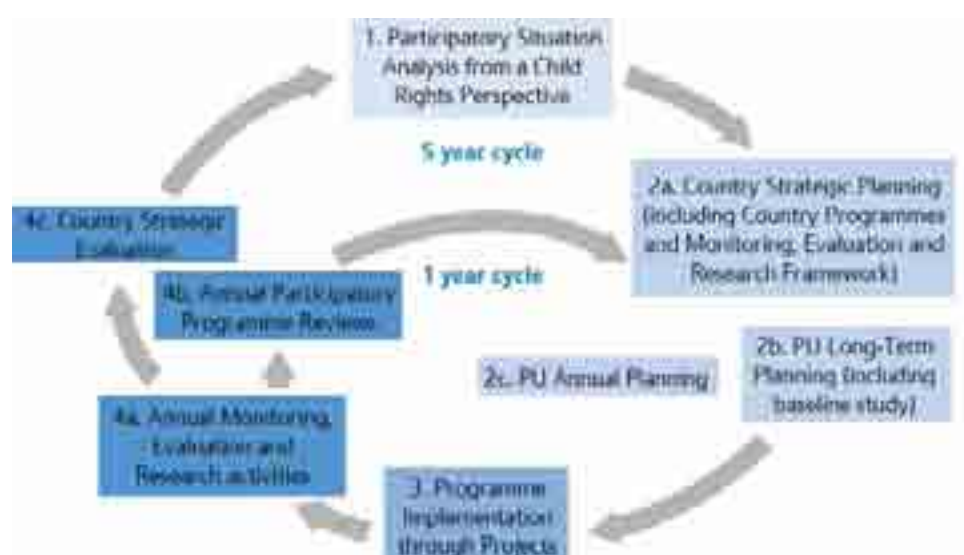 1. Participatory Situation
Analysis from a Child
Rights Perspective
5 year cycle
2a. Country Strategic Planning
(including Country Programmes
and Monitoring, Evaluation and
Research Framework)
4c. Country Strategic
Evaluation
1 year cycle
4b. Annual Participatory
Programme Reviews
2b. PU Long-Term
Planning (including
baseline study)
2c. PU Annual Planning
4a. Annual Monitoring,
Evaluation and
Research activities
3. Programme
Implementation
through Projects